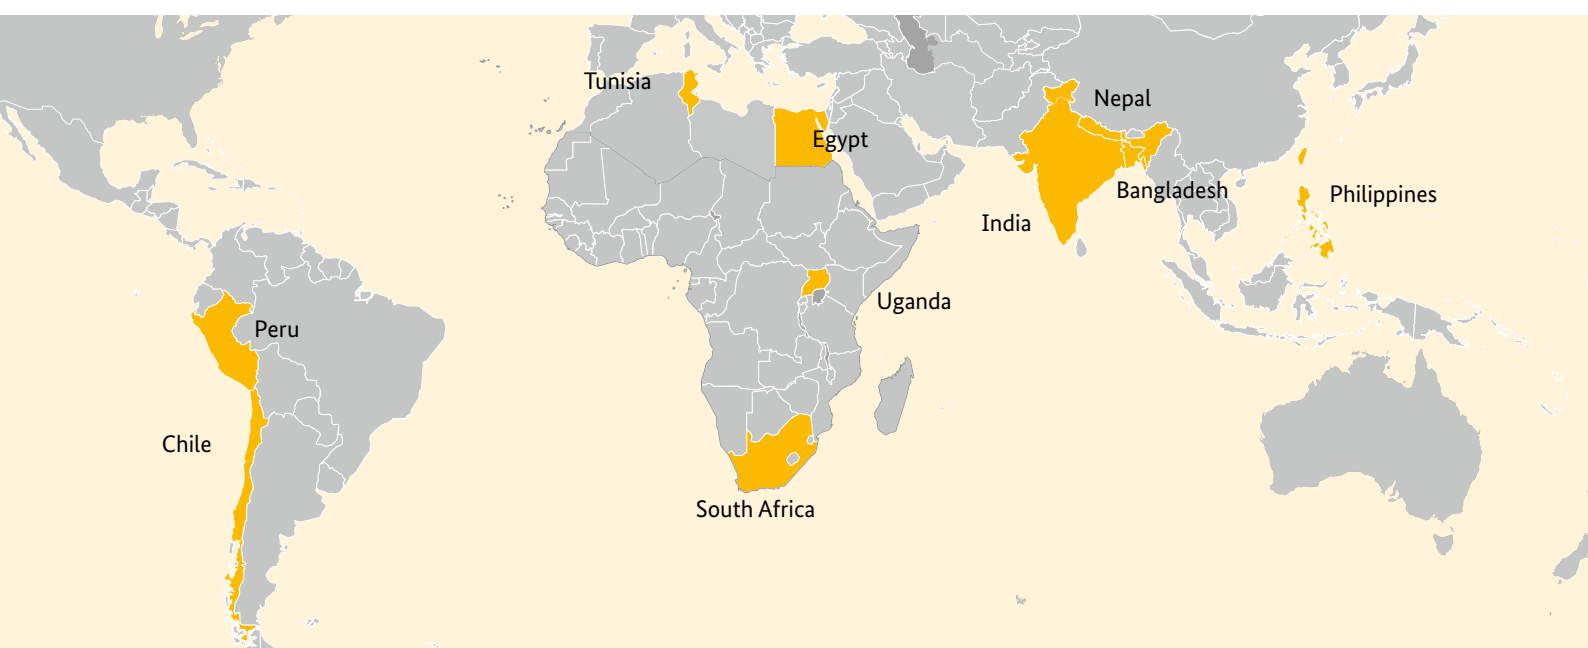 Tunisia
Nepal
Egypt
Bangladesh
Philippines
India
Uganda
Peru
Chile
South Africa